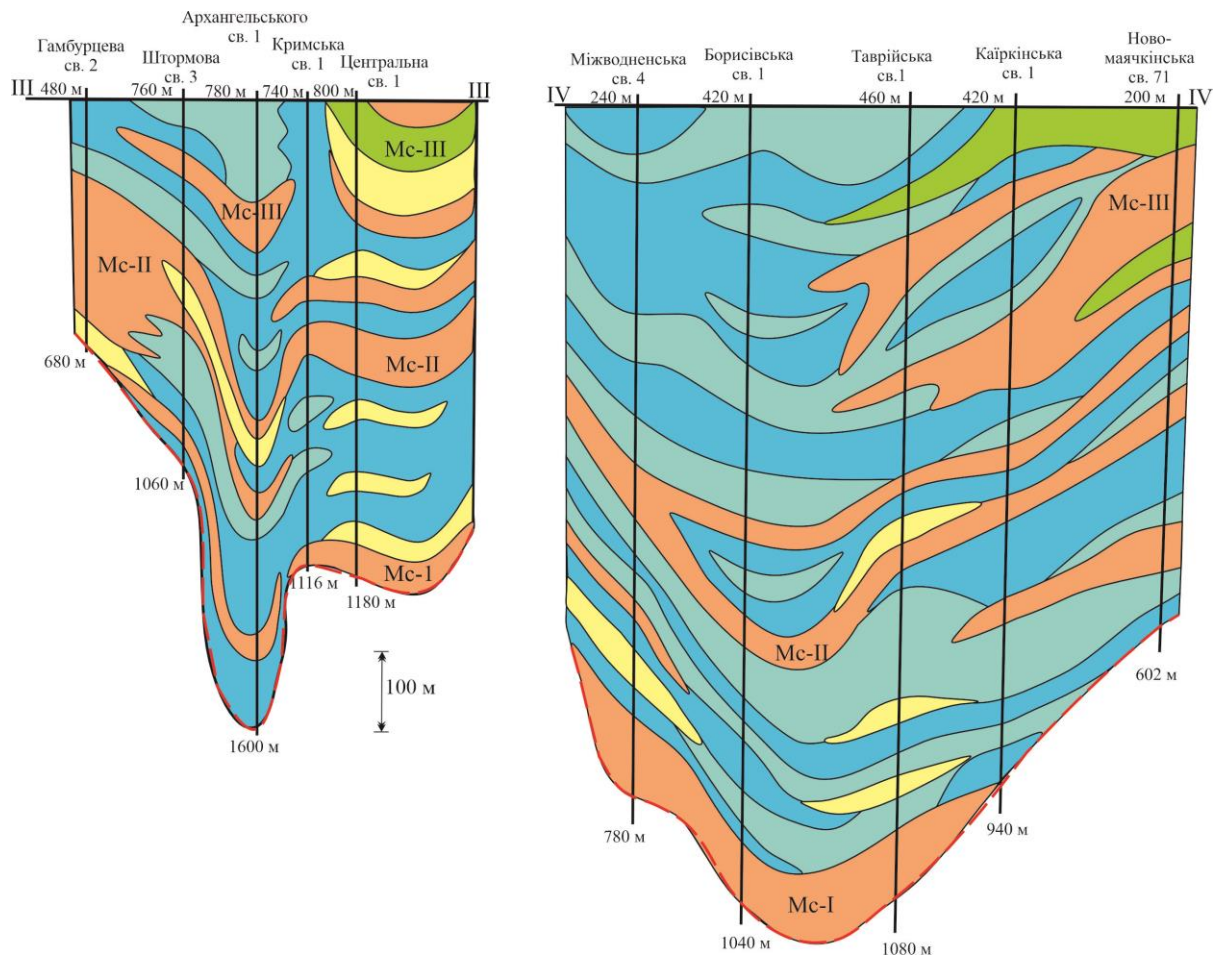 Архангельського
св. 1
Гамбурцева
св. 2
Штормова
св. 3
Кримська
св. 1
Центральна
св. 1
III 480 м 760 м 780 м 740 м 800 м III
Мс-III
Мс-III
Мс-II
Мс-II
Мс-1
680 м
1060 м
1116 м
1180 м
1600 м
100 м
Міжводненська
св. 4
Борисівська
св. 1
Таврійська
св.1
Каїркінська
св. 1
Ново-
маячкінська
св. 71
IV 240 м 420 м 460 м 420 м 200 м IV
Мс-III
Мс-II
Мс-I
602 м
780 м
940 м
1040 м
1080 м